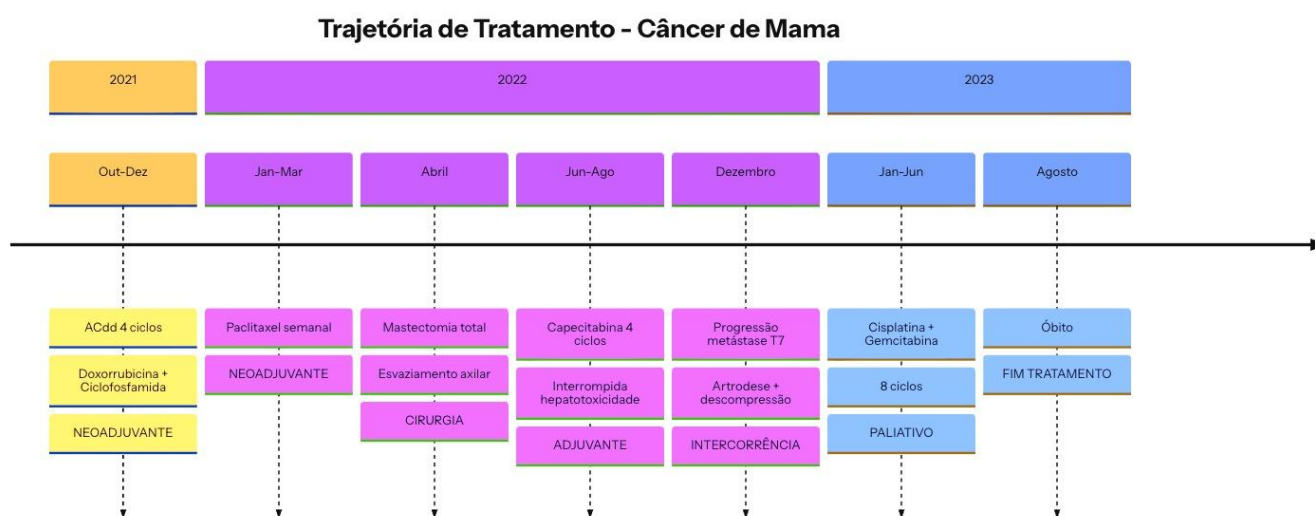 Trajetória de Tratamento - Câncer de Mama
2021
2022
2023
Out-Dez
Jan-Mar
Abril
Jun-Ago
Dezembro
Jan-Jun
Agosto
ACdd 4 ciclos
Doxorrubicina +
Ciclofosfamida
NEOADJUVANTE
Paclitaxel semanal
NEOADJUVANTE
Mastectomia total
Esvaziamento axilar
CIRURGIA
Capecitabina 4
ciclos
Interrompida
hepatotoxicidade
ADJUVANTE
Progressão
metástase T7
Artrodese +
descompressão
INTERCORRÊNCIA
Cisplatina +
Gemcitabina
8 ciclos
PALIATIVO
Óbito
FIM TRATAMENTO